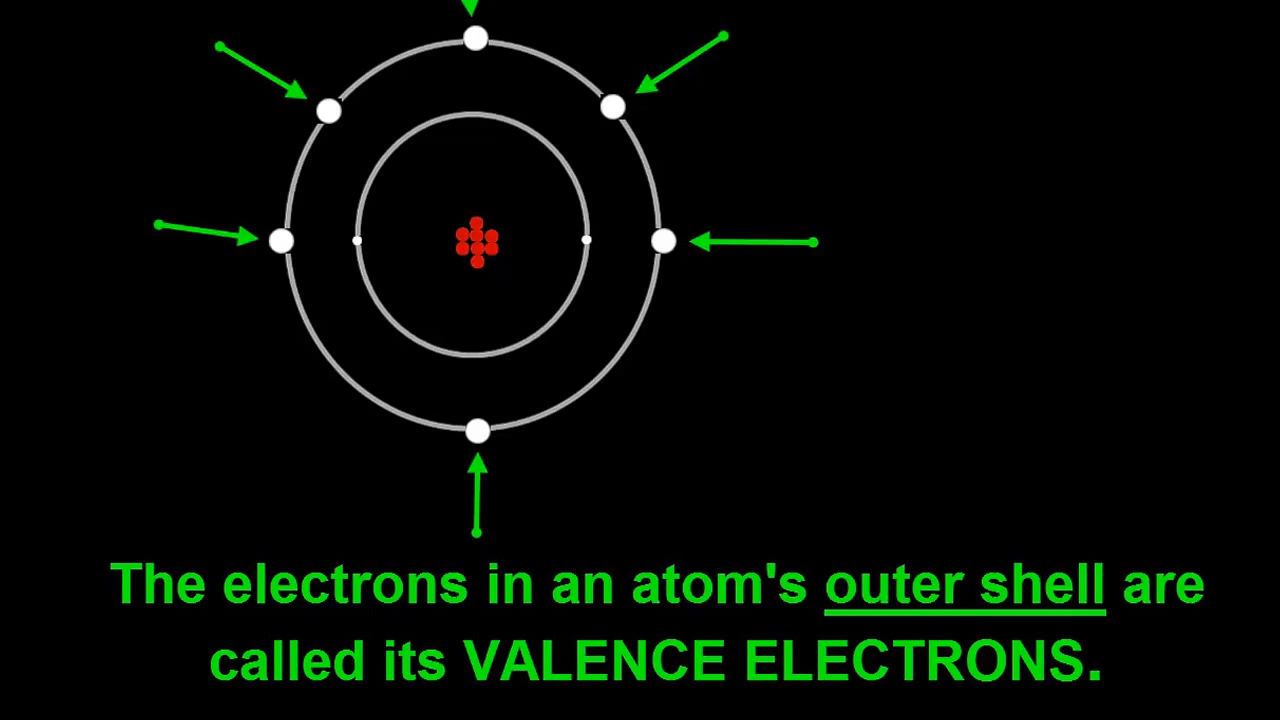 The electrons in an atom's outer shell are
called its VALENCE ELECTRONS.